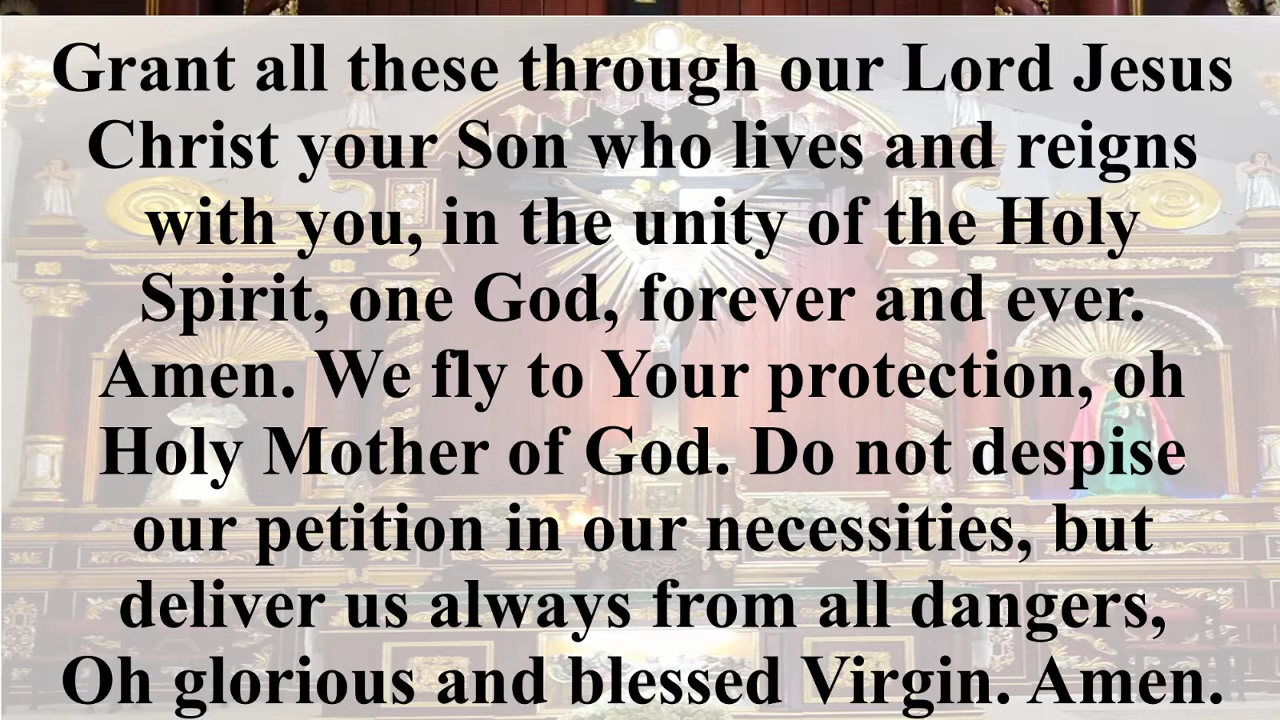 Grant all these through our Lord Jesus
Christ your Son who lives and reigns
with you, in the unity of the Holy
Spirit, one God, forever and ever.
Amen. We fly to Your protection, oh
Holy Mother of God. Do not despise
our petition in our necessities, but
deliver us always from all dangers,
Oh glorious and blessed Virgin. Amen.